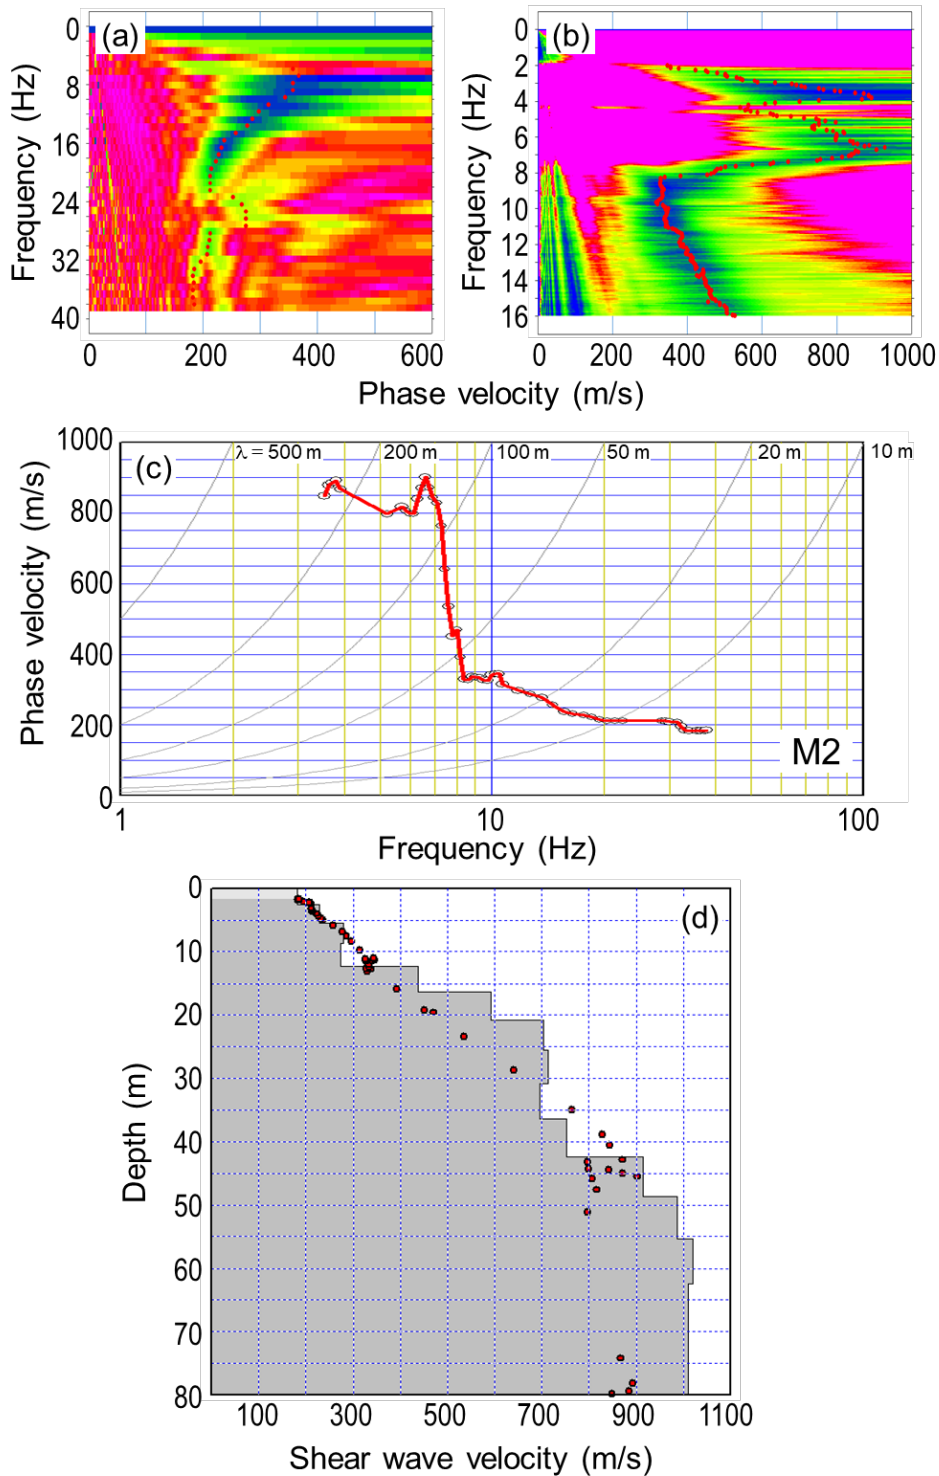 (a)
Frequency (Hz)
0
8
16
24
32
40
0 200 400 600
(b)
Frequency (Hz)
0
2
4
6
8
10
12
14
16
0 200 400 600 800 1000
Phase velocity (m/s)
(c)
λ = 500 m 200 m 100 m 50 m 20 m 10 m
Phase velocity (m/s)
1000
800
600
400
200
0
M2
1 10 100
Frequency (Hz)
(d)
Depth (m)
0
10
20
30
40
50
60
70
80
100 300 500 700 900 1100
Shear wave velocity (m/s)